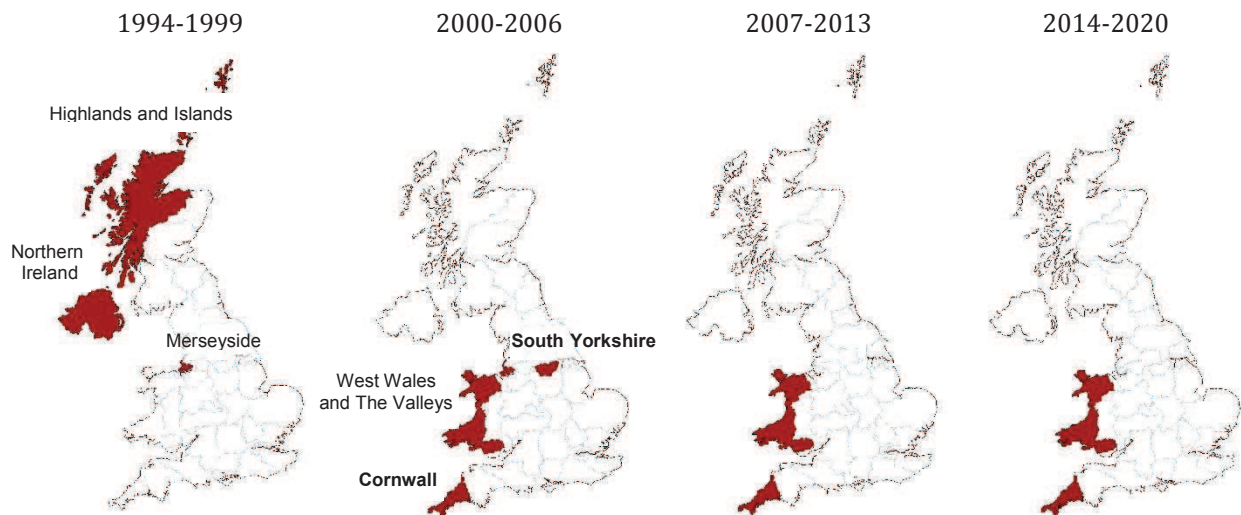 1994-1999
2000-2006
2007-2013
2014-2020
Highlands and Islands
Northern
Ireland
Merseyside
South Yorkshire
West Wales
and The Valleys
Cornwall